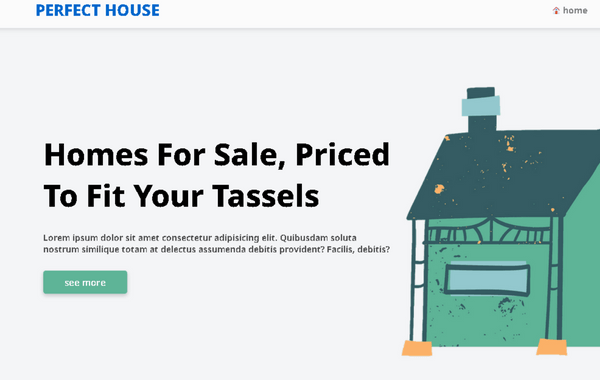 PERFECT HOUSE
home
Homes For Sale, Priced
To Fit Your Tassels
Lorem ipsum dolor sit amet consectetur adipisicing elit. Quibusdam soluta
nostrum similique totam at delectus assumenda debitis provident? Facilis, debitis?
see more